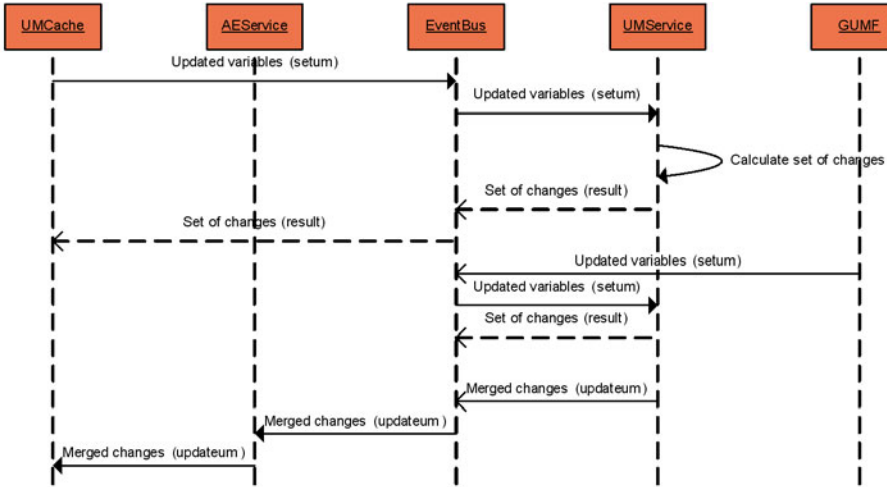 UMCache
AEService
EventBus
UMService
GUMF
Updated variables (setum)
Updated variables (setum)
Calculate set of changes
Set of changes (result)
Set of changes (result)
Updated variables (setum)
Updated variables (setum)
Set of changes (result)
Merged changes (updateum)
Merged changes (updateum)
Merged changes (updateum)